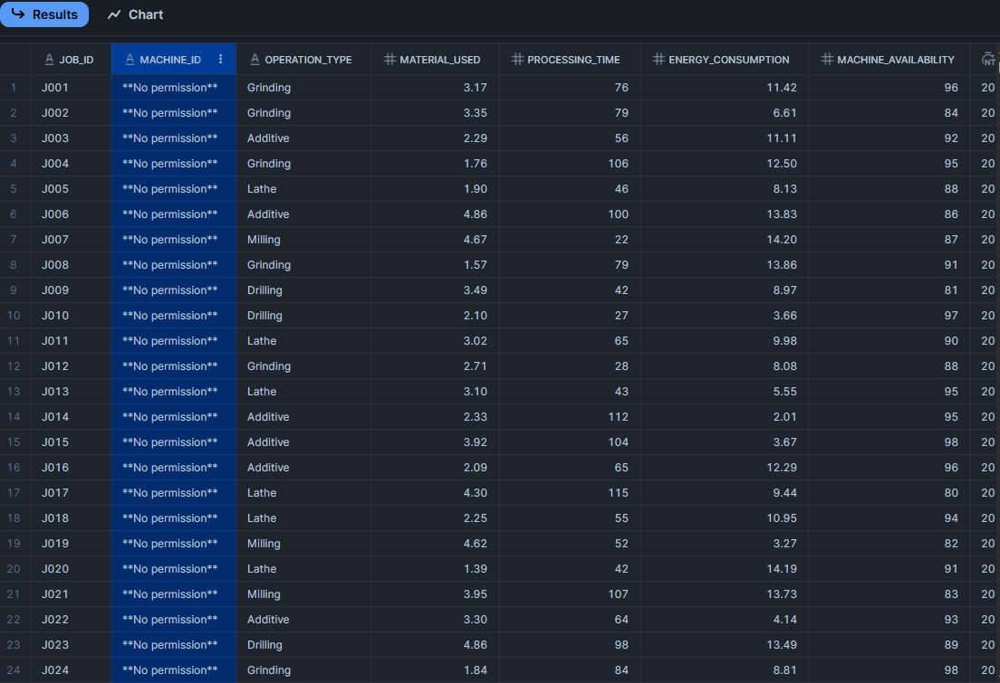 Results Chart
JOB_ID MACHINE_ID OPERATION_TYPE MATERIAL_USED PROCESSING_TIME ENERGY_CONSUMPTION MACHINE_AVAILABILITY
1 J001 **No permission** Grinding 3.17 76 11.42 96 20
2 J002 **No permission** Grinding 3.35 79 6.61 84 20
3 J003 **No permission** Additive 2.29 56 11.11 92 20
4 J004 **No permission** Grinding 1.76 106 12.50 95 20
5 J005 **No permission** Lathe 1.90 46 8.13 88 20
6 J006 **No permission** Additive 4.86 100 13.83 86 20
7 J007 **No permission** Milling 4.67 22 14.20 87 20
8 J008 **No permission** Grinding 1.57 79 13.86 91 20
9 J009 **No permission** Drilling 3.49 42 8.97 81 20
10 J010 **No permission** Drilling 2.10 27 3.66 97 20
11 J011 **No permission** Lathe 3.02 65 9.98 90 20
12 J012 **No permission** Grinding 2.71 28 8.08 88 20
13 J013 **No permission** Lathe 3.10 43 5.55 95 20
14 J014 **No permission** Additive 2.33 112 2.01 95 20
15 J015 **No permission** Additive 3.92 104 3.67 98 20
16 J016 **No permission** Additive 2.09 65 12.29 96 20
17 J017 **No permission** Lathe 4.30 115 9.44 80 20
18 J018 **No permission** Lathe 2.25 55 10.95 94 20
19 J019 **No permission** Milling 4.62 52 3.27 82 20
20 J020 **No permission** Lathe 1.39 42 14.19 91 20
21 J021 **No permission** Milling 3.95 107 13.73 83 20
22 J022 **No permission** Additive 3.30 64 4.14 93 20
23 J023 **No permission** Drilling 4.86 98 13.49 89 20
24 J024 **No permission** Grinding 1.84 84 8.81 98 20